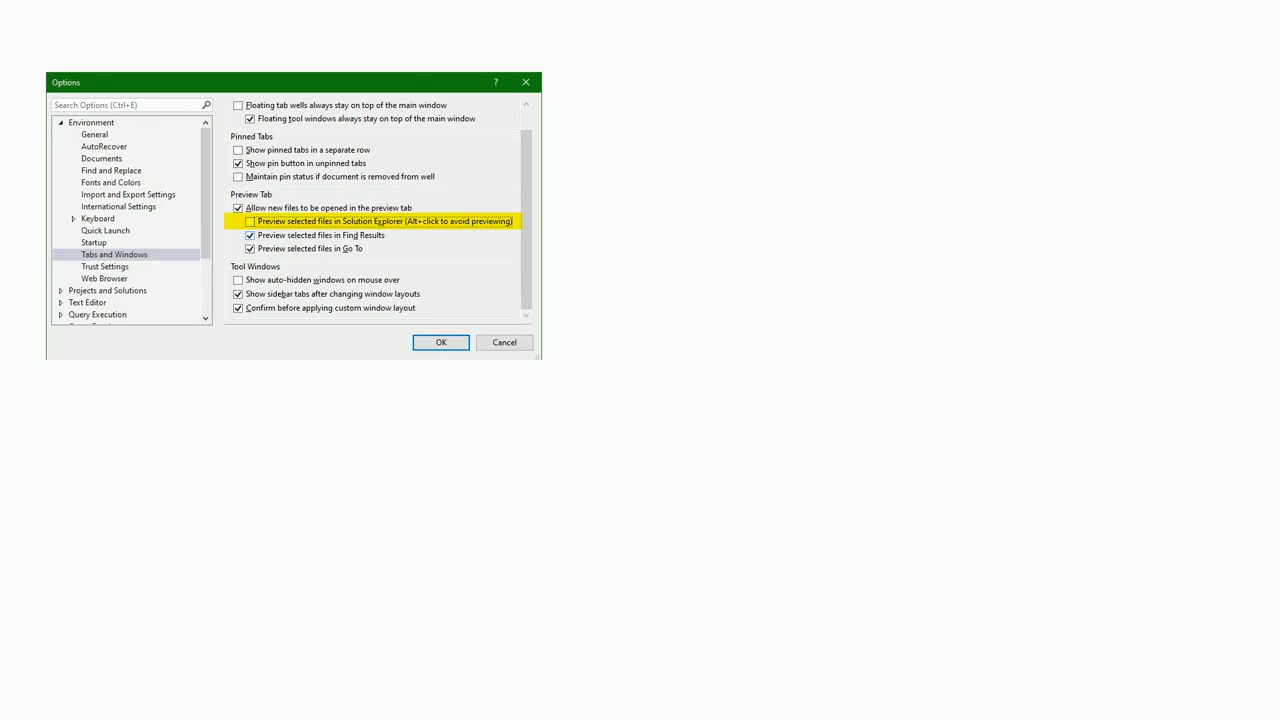 Options
?
Search Options (Ctrl+E)
Environment
General
AutoRecover
Documents
Find and Replace
Fonts and Colors
Import and Export Settings
International Settings
Keyboard
Quick Launch
Startup
Tabs and Windows
Trust Settings
Web Browser
Projects and Solutions
Text Editor
Query Execution
Floating tab wells always stay on top of the main window
Floating tool windows always stay on top of the main window
Pinned Tabs
Show pinned tabs in a separate row
Show pin button in unpinned tabs
Maintain pin status if document is removed from well
Preview Tab
Allow new files to be opened in the preview tab
Preview selected files in Solution Explorer (Alt+click to avoid previewing)
Preview selected files in Find Results
Preview selected files in Go To
Tool Windows
Show auto-hidden windows on mouse over
Show sidebar tabs after changing window layouts
Confirm before applying custom window layout
OK
Cancel